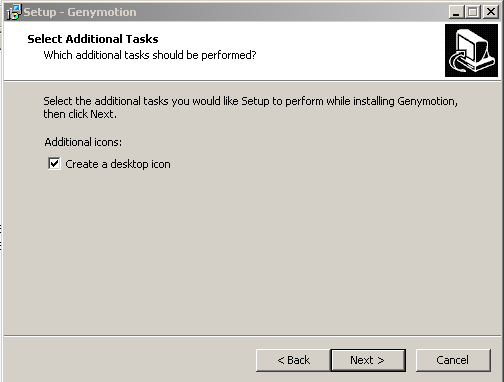 Setup - Genymotion
Select Additional Tasks
Which additional tasks should be performed?
Select the additional tasks you would like Setup to perform while installing Genymotion,
then click Next.
Additional icons:
Create a desktop icon
< Back Next > Cancel